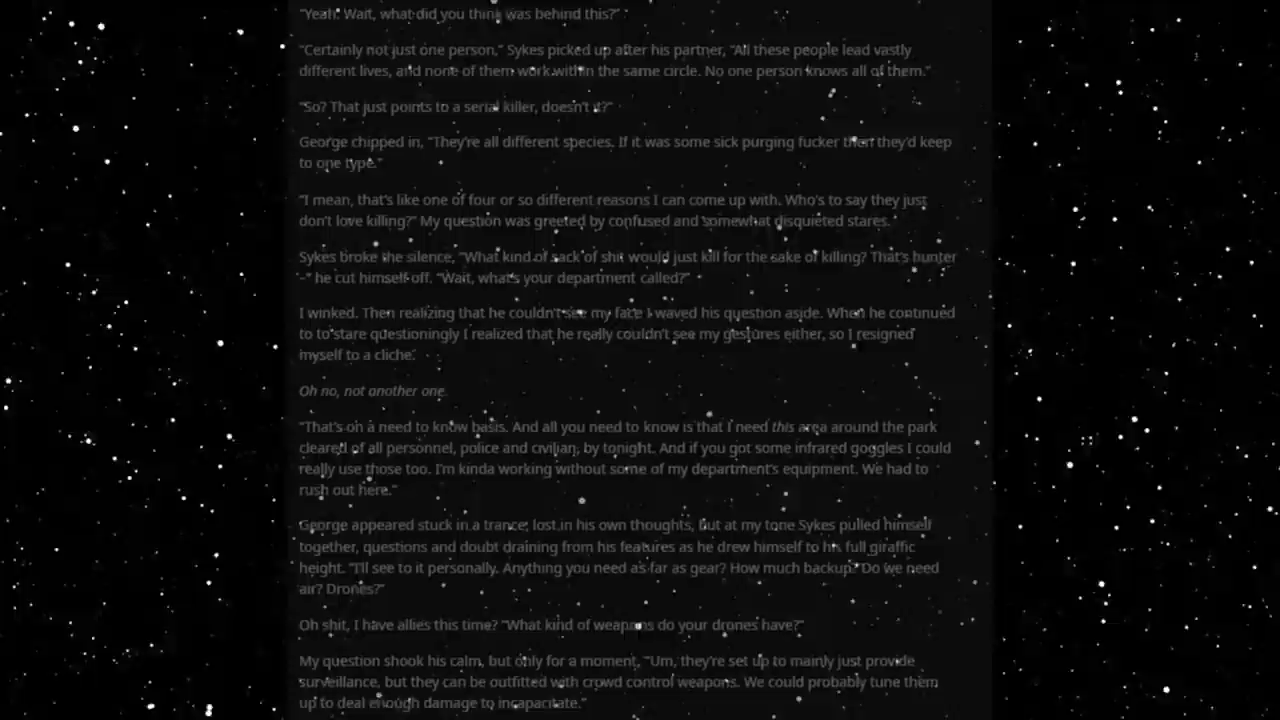 "Yeah." Wait, what did you think was behind this?"
"Certainly not just one person," Sykes picked up after his partner, "All these people lead vastly
different lives, and none of them work within the same circle. No one person knows all of them."
"So? That just points to a serial killer, doesn't it?"
George chipped in, "They're all different species. If it was some sick purging fucker then they'd keep
to one type."
"I mean, that's like one of four or so different reasons I can come up with. Who's to say they just
don't love killing?" My question was greeted by confused and somewhat disquieted stares.
Sykes broke the silence, "What kind of sack of shit would just kill for the sake of killing? That's hunter
–" he cut himself off. "Wait, what's your department called?"
I winked. Then realizing that he couldn't see my face I waved his question aside. When he continued
to to stare questioningly I realized that he really couldn't see my gestures either, so I resigned
myself to a cliche.
Oh no, not another one.
"That's on a need to know basis. And all you need to know is that I need this area around the park
cleared of all personnel, police and civilian, by tonight. And if you got some infrared goggles I could
really use those too. I'm kinda working without some of my department's equipment. We had to
rush out here."
George appeared stuck in a trance, lost in his own thoughts, but at my tone Sykes pulled himself
together, questions and doubt draining from his features as he drew himself to his full giraffic
height. "I'll see to it personally. Anything you need as far as gear? How much backup? Do we need
air? Drones?"
Oh shit, I have allies this time? "What kind of weapons do your drones have?"
My question shook his calm, but only for a moment. "Um, they're set up to mainly just provide
surveillance, but they can be outfitted with crowd control weapons. We could probably tune them
up to deal enough damage to incapacitate."